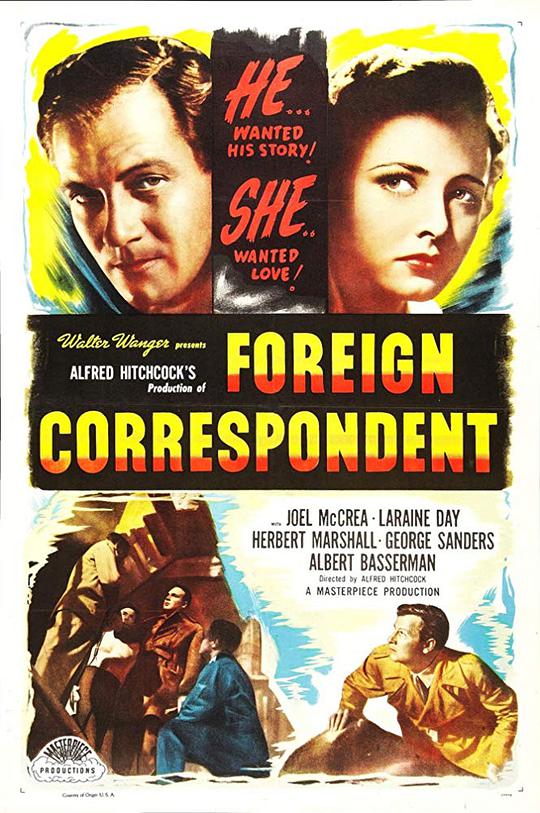 HE...
WANTED
HIS STORY!
SHE..
WANTED
LOVE!
Walter Wanger presents
ALFRED HITCHCOCK'S
Production of
FOREIGN
CORRESPONDENT
with JOEL McCREA · LARAINE DAY
HERBERT MARSHALL · GEORGE SANDERS
ALBERT BASSERMAN
Directed by ALFRED HITCHCOCK
A MASTERPIECE PRODUCTION
MASTERPIECE
PRODUCTIONS
Country of Origin U. S. A.